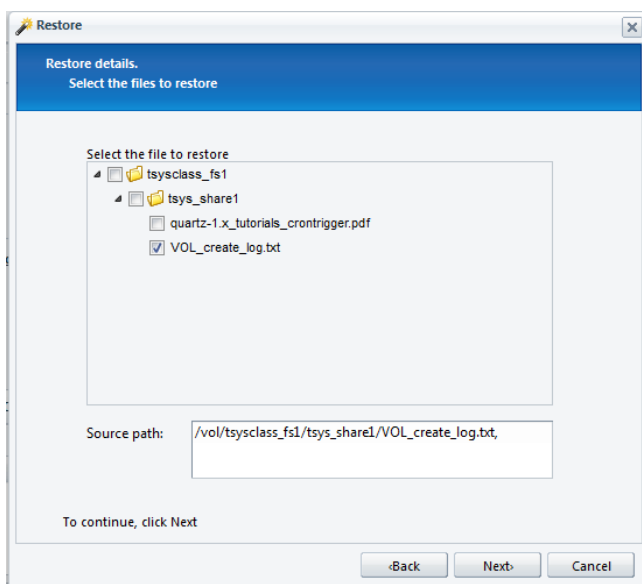 Restore
Restore details.
Select the files to restore
Select the file to restore
tsysclass_fs1
tsys_share1
quartz-1.x_tutorials_crontrigger.pdf
VOL_create_log.txt
Source path:
/vol/tsysclass_fs1/tsys_share1/VOL_create_log.txt,
To continue, click Next
‹Back
Next›
Cancel